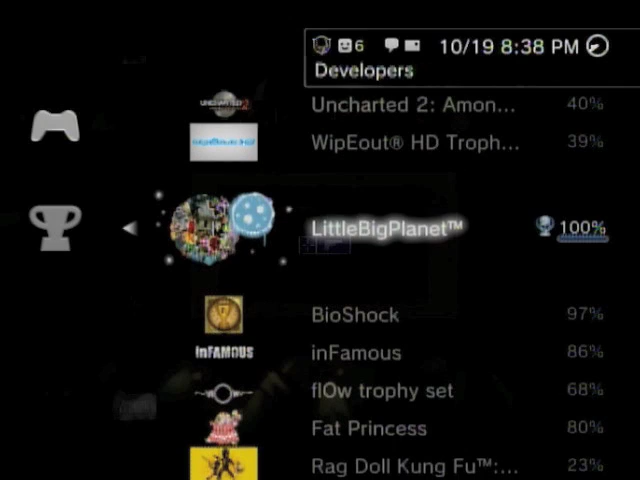 6 10/19 8:38 PM
Developers
UNCHARTED 2
Uncharted 2: Amon... 40%
WipEout® HD Troph... 39%
LittleBigPlanet™ 100%
BioShock 97%
inFAMOUS
inFamous 86%
flOw trophy set 68%
Fat Princess 80%
Rag Doll Kung Fu™:... 23%